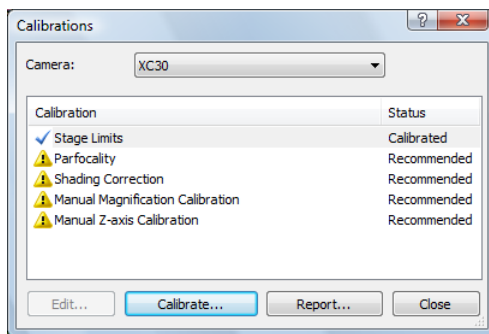 Calibrations
Camera: XC30
Calibration Status
Stage Limits Calibrated
Parfocality Recommended
Shading Correction Recommended
Manual Magnification Calibration Recommended
Manual Z-axis Calibration Recommended
Edit... Calibrate... Report... Close